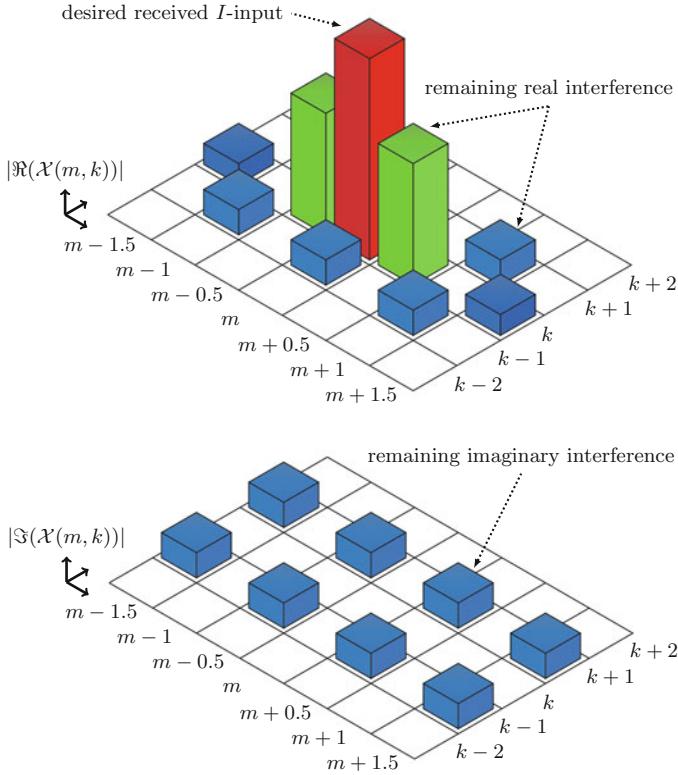 desired received I-input
remaining real interference
|ℜ(𝒳(m, k))|
m − 1.5
m − 1
m − 0.5
m
m + 0.5
m + 1
m + 1.5
k − 2
k − 1
k
k + 1
k + 2
remaining imaginary interference
|ℑ(𝒳(m, k))|
m − 1.5
m − 1
m − 0.5
m
m + 0.5
m + 1
m + 1.5
k − 2
k − 1
k
k + 1
k + 2